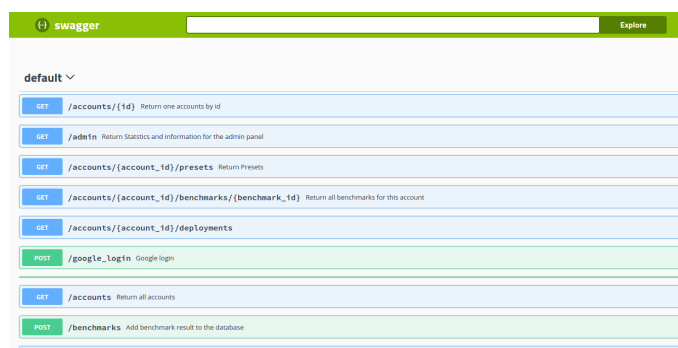 swagger
Explore
default
GET /accounts/{id} Return one accounts by id
GET /admin Return Statstics and information for the admin panel
GET /accounts/{account_id}/presets Return Presets
GET /accounts/{account_id}/benchmarks/{benchmark_id} Return all benchmarks for this account
GET /accounts/{account_id}/deployments
POST /google_login Google login
GET /accounts Return all accounts
POST /benchmarks Add benchmark result to the database